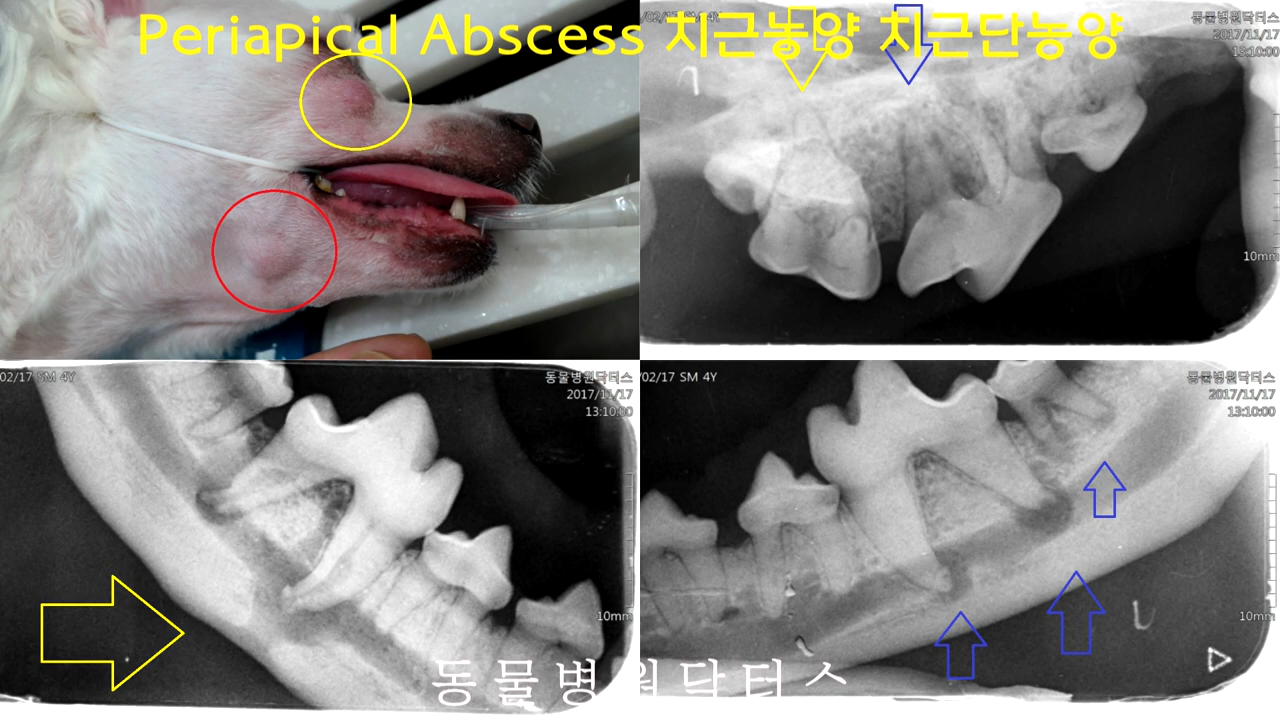 Periapical Abscess 치근농양 치근단농양
/02/17 SM 4Y
동물병원닥터스
2017/11/17
13:10:00
10mm
02/17 SM 4Y
동물병원닥터스
2017/11/17
13:10:00
10mm
/02/17 SM 4Y
동물병원닥터스
2017/11/17
13:10:00
10mm
동물병원닥터스